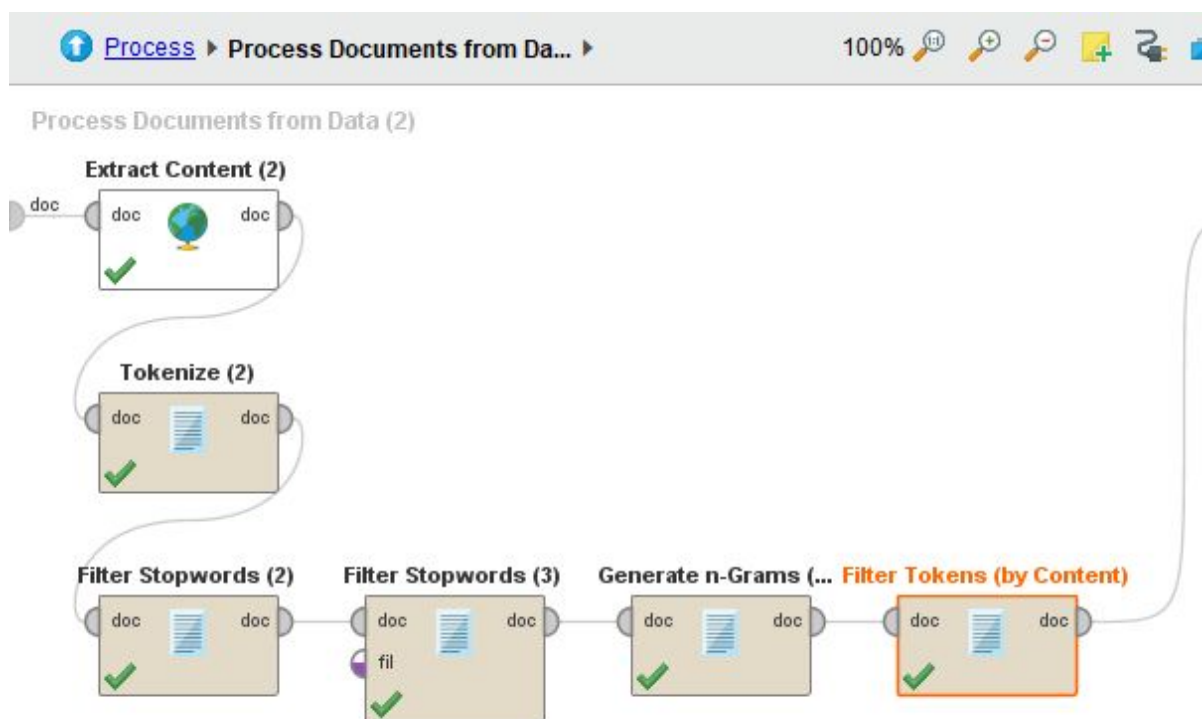 Process ▸ Process Documents from Da... ▸ 100%
Process Documents from Data (2)
Extract Content (2)
doc doc doc
Tokenize (2)
doc doc
Filter Stopwords (2) Filter Stopwords (3) Generate n-Grams (... Filter Tokens (by Content)
doc doc doc doc doc doc doc doc
fil